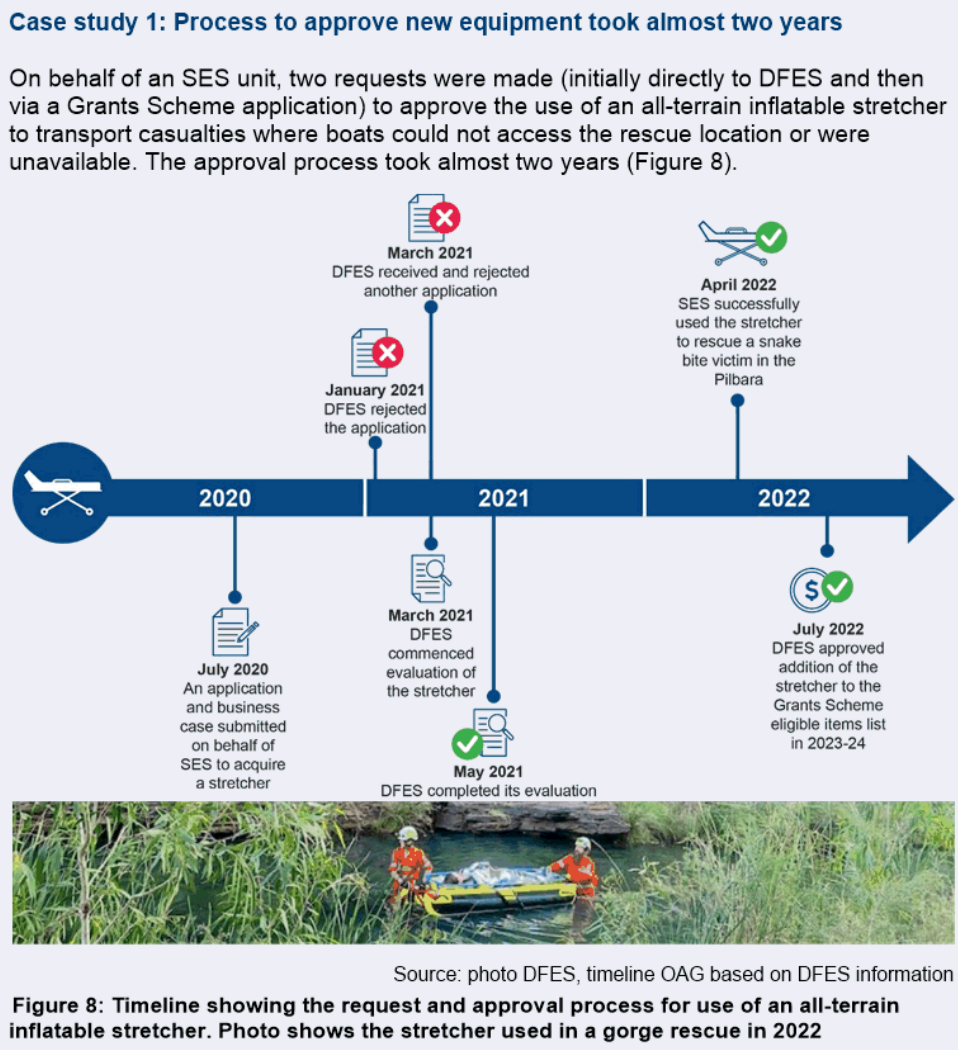 Case study 1: Process to approve new equipment took almost two years
On behalf of an SES unit, two requests were made (initially directly to DFES and then
via a Grants Scheme application) to approve the use of an all-terrain inflatable stretcher
to transport casualties where boats could not access the rescue location or were
unavailable. The approval process took almost two years (Figure 8).
March 2021
DFES received and rejected
another application
April 2022
SES successfully
used the stretcher
to rescue a snake
bite victim in the
Pilbara
January 2021
DFES rejected
the application
2020
2021
2022
July 2020
An application
and business
case submitted
on behalf of
SES to acquire
a stretcher
March 2021
DFES
commenced
evaluation of
the stretcher
May 2021
DFES completed its evaluation
$
July 2022
DFES approved
addition of the
stretcher to the
Grants Scheme
eligible items list
in 2023-24
Source: photo DFES, timeline OAG based on DFES information
Figure 8: Timeline showing the request and approval process for use of an all-terrain
inflatable stretcher. Photo shows the stretcher used in a gorge rescue in 2022